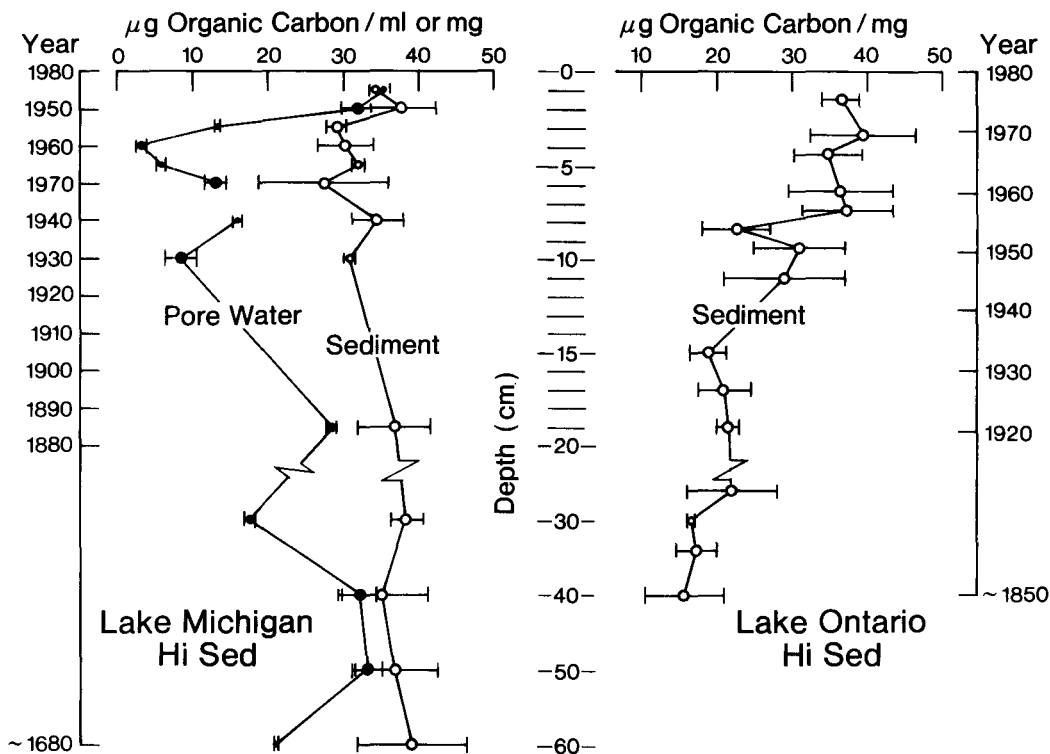 μg Organic Carbon / ml or mg
Year
0 10 20 30 40 50
1980
1950
1960
1970
1940
1930
1920
1910
1900
1890
1880
~ 1680
Pore Water
Sediment
Lake Michigan
Hi Sed
Depth (cm)
0
5
10
15
20
30
40
50
60
μg Organic Carbon / mg
Year
10 20 30 40 50
1980
1970
1960
1950
1940
1930
1920
~ 1850
Sediment
Lake Ontario
Hi Sed